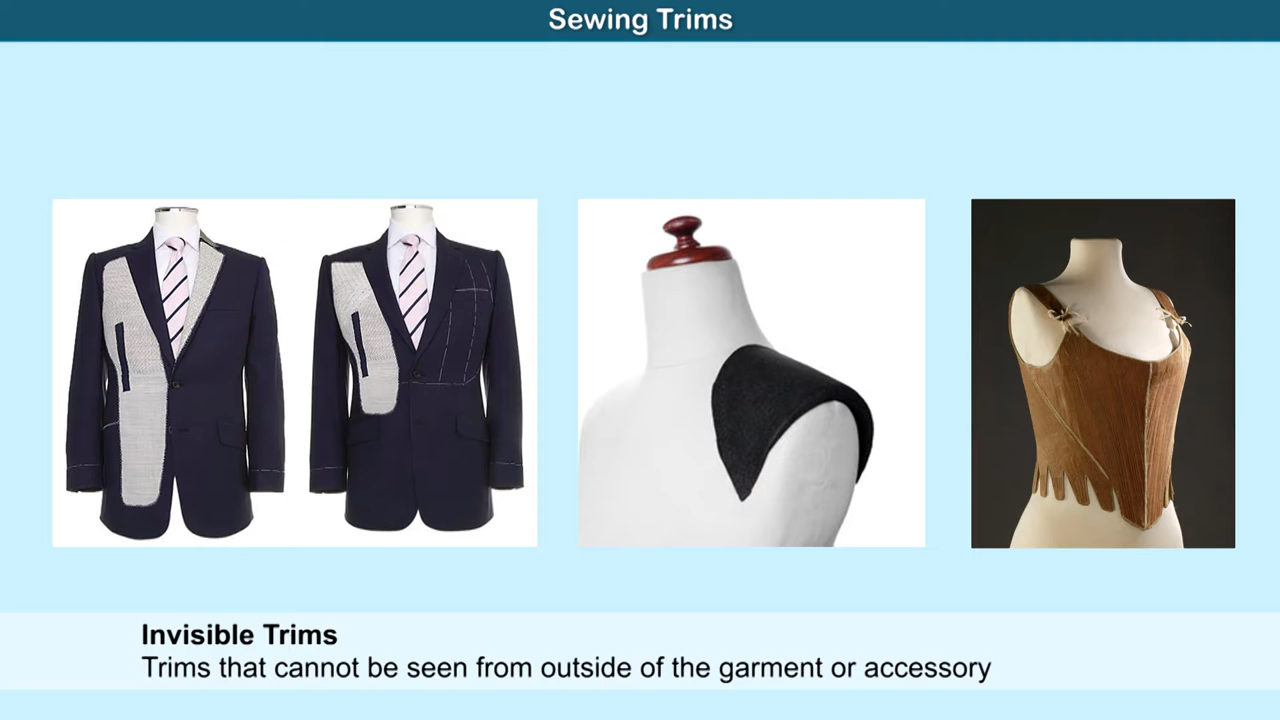 Sewing Trims
Invisible Trims
Trims that cannot be seen from outside of the garment or accessory